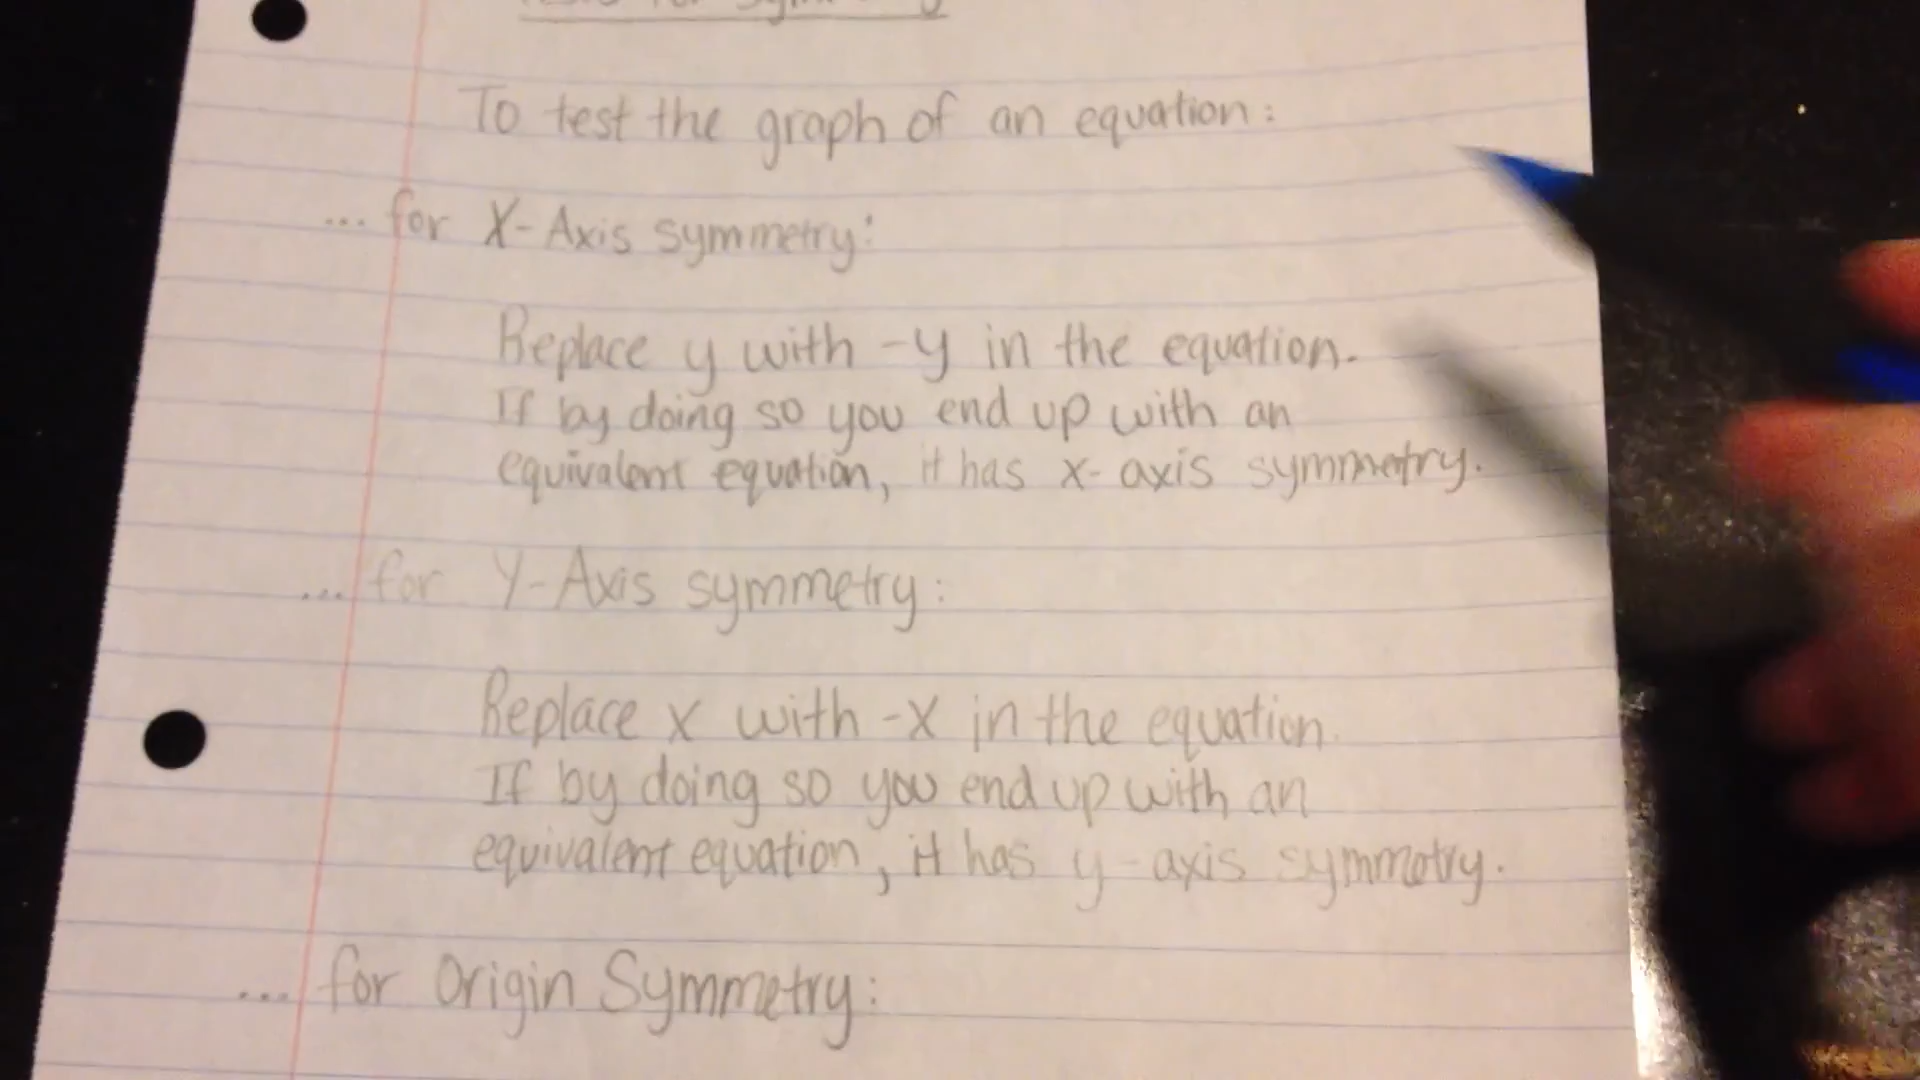 To test the graph of an equation:
... for X-Axis symmetry:
Replace y with -y in the equation.
If by doing so you end up with an
equivalent equation, it has x-axis symmetry.
... for Y-Axis symmetry:
Replace x with -x in the equation.
If by doing so you end up with an
equivalent equation, it has y-axis symmetry.
... for Origin Symmetry: